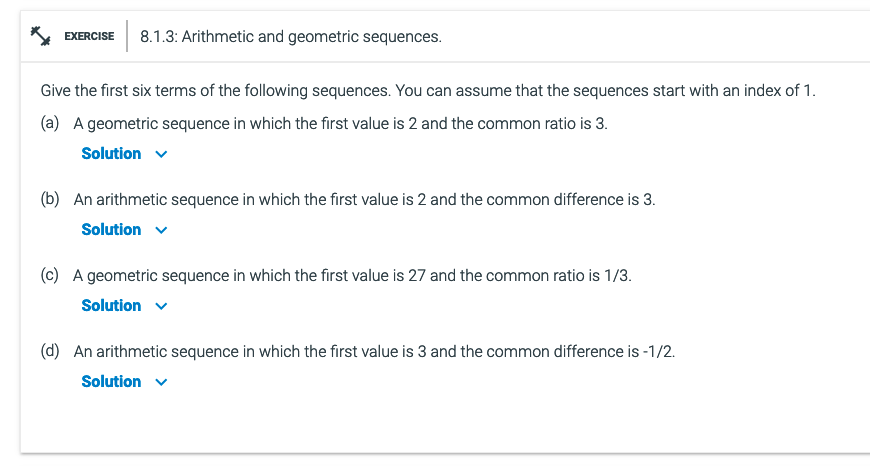 EXERCISE 8.1.3: Arithmetic and geometric sequences.
Give the first six terms of the following sequences. You can assume that the sequences start with an index of 1.
(a) A geometric sequence in which the first value is 2 and the common ratio is 3.
Solution
(b) An arithmetic sequence in which the first value is 2 and the common difference is 3.
Solution
(c) A geometric sequence in which the first value is 27 and the common ratio is 1/3.
Solution
(d) An arithmetic sequence in which the first value is 3 and the common difference is -1/2.
Solution